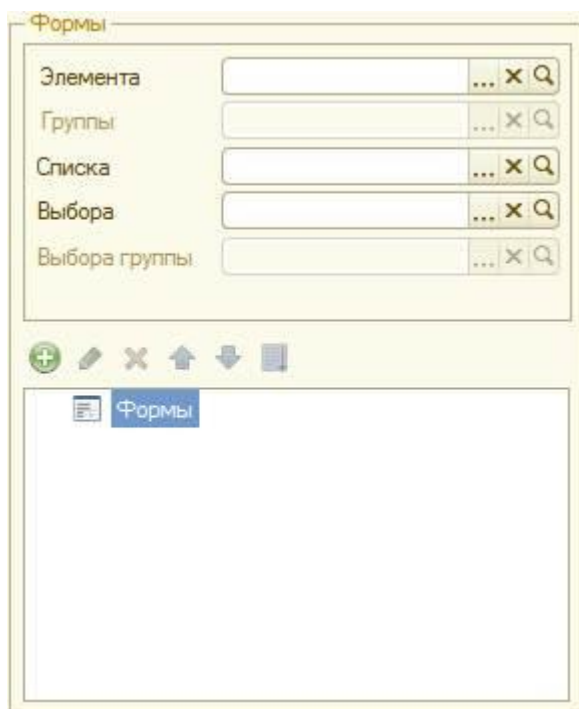 Формы
Элемента
Группы
Списка
Выбора
Выбора группы
Формы